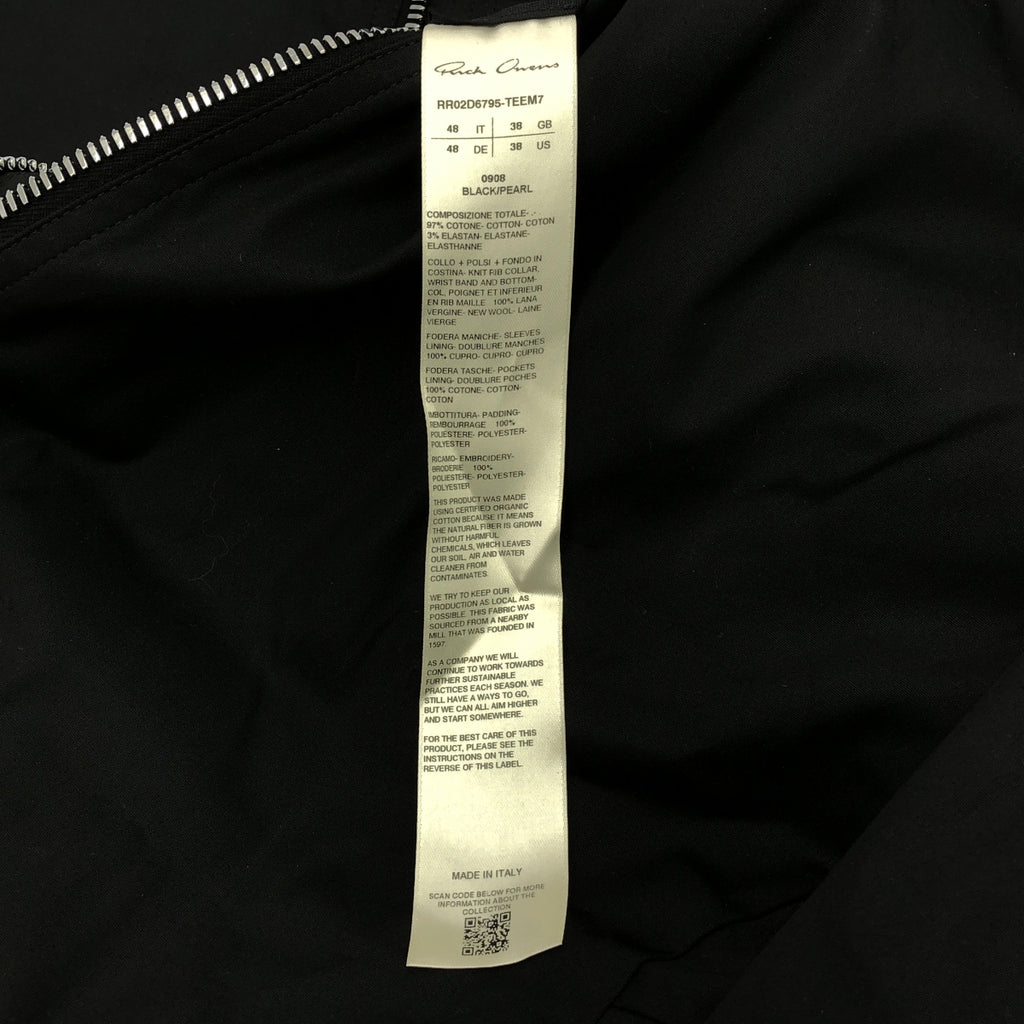 Rick Owens
RR02D6795-TEEM7
48 IT 38 GB
48 DE 38 US
0908
BLACK/PEARL
COMPOSIZIONE TOTALE- .-
97% COTONE- COTTON- COTON
3% ELASTAN- ELASTANE-
ELASTHANNE
COLLO + POLSI + FONDO IN
COSTINA- KNIT RIB COLLAR,
WRIST BAND AND BOTTOM-
COL, POIGNET ET INFERIEUR
EN RIB MAILLE 100% LANA
VERGINE- NEW WOOL- LAINE
VIERGE
FODERA MANICHE- SLEEVES
LINING- DOUBLURE MANCHES
100% CUPRO- CUPRO- CUPRO
FODERA TASCHE- POCKETS
LINING- DOUBLURE POCHES
100% COTONE- COTTON-
COTON
IMBOTTITURA- PADDING-
REMBOURRAGE 100%
POLIESTERE- POLYESTER-
POLYESTER
RICAMO- EMBROIDERY-
BRODERIE 100%
POLIESTERE- POLYESTER-
POLYESTER
THIS PRODUCT WAS MADE
USING CERTIFIED ORGANIC
COTTON BECAUSE IT MEANS
THE NATURAL FIBER IS GROWN
WITHOUT HARMFUL
CHEMICALS, WHICH LEAVES
OUR SOIL, AIR AND WATER
CLEANER FROM
CONTAMINATES.
WE TRY TO KEEP OUR
PRODUCTION AS LOCAL AS
POSSIBLE. THIS FABRIC WAS
SOURCED FROM A NEARBY
MILL THAT WAS FOUNDED IN
1597.
AS A COMPANY WE WILL
CONTINUE TO WORK TOWARDS
FURTHER SUSTAINABLE
PRACTICES EACH SEASON. WE
STILL HAVE A WAYS TO GO,
BUT WE CAN ALL AIM HIGHER
AND START SOMEWHERE.
FOR THE BEST CARE OF THIS
PRODUCT, PLEASE SEE THE
INSTRUCTIONS ON THE
REVERSE OF THIS LABEL.
MADE IN ITALY
SCAN CODE BELOW FOR MORE
INFORMATION ABOUT THE
COLLECTION